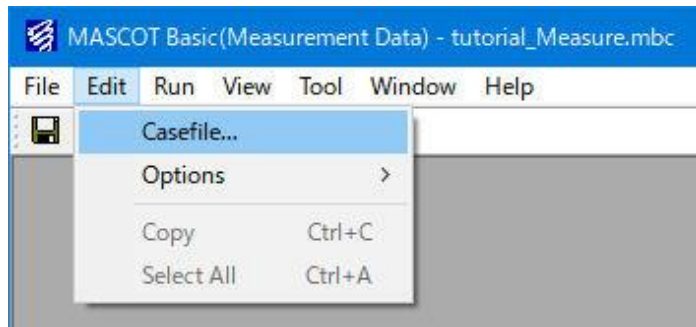 MASCOT Basic(Measurement Data) - tutorial_Measure.mbc
File Edit Run View Tool Window Help
Casefile...
Options >
Copy Ctrl+C
Select All Ctrl+A